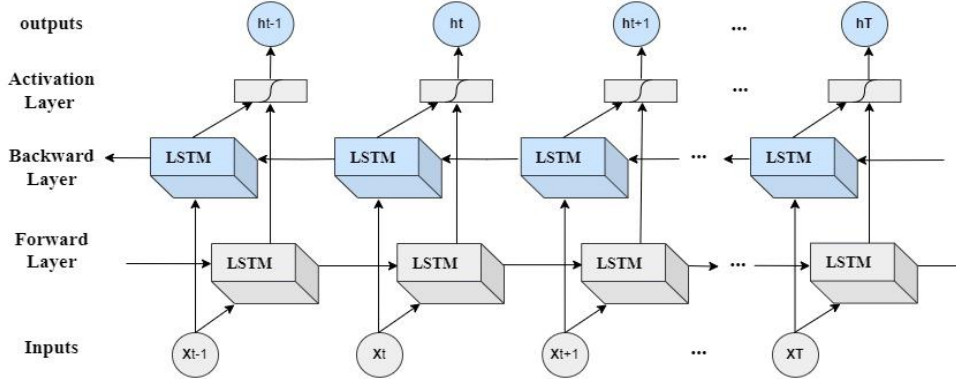 outputs ht-1 ht ht+1 ... hT
Activation
Layer ...
Backward
Layer LSTM LSTM LSTM ... LSTM
Forward
Layer LSTM LSTM LSTM ... LSTM
Inputs Xt-1 Xt Xt+1 ... XT